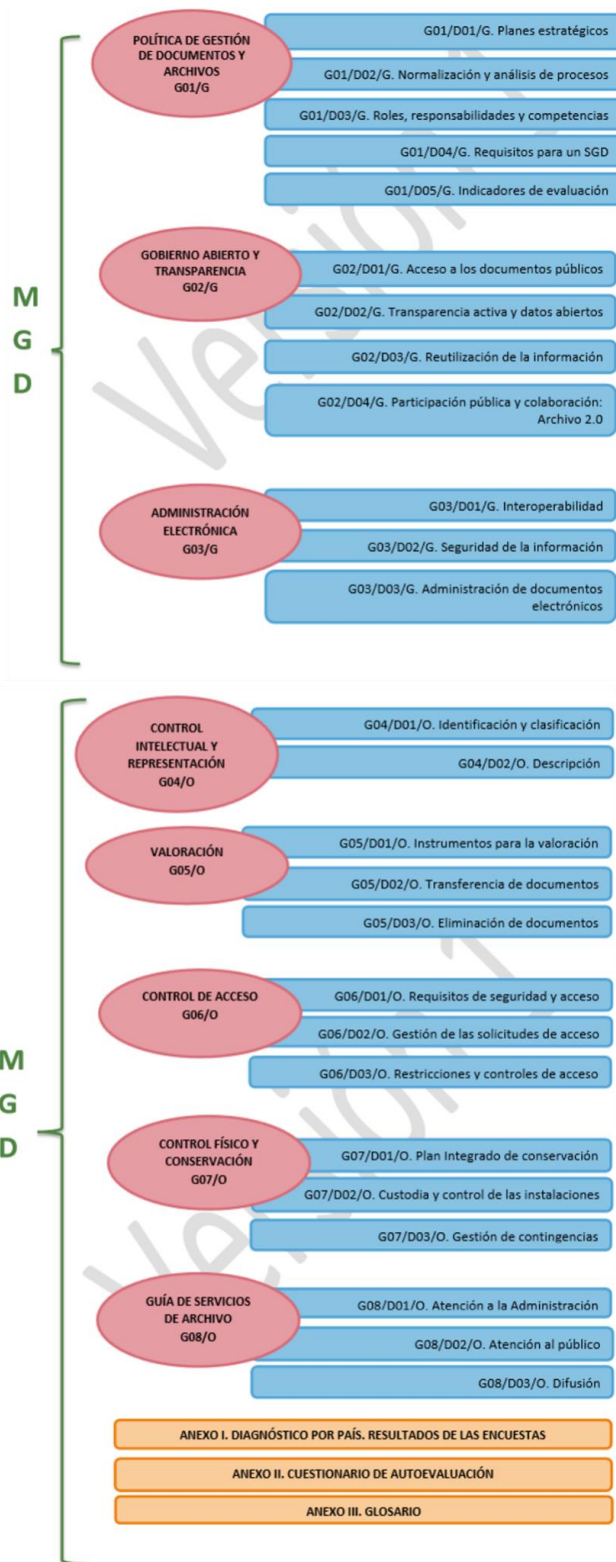 M
G
D
POLÍTICA DE GESTIÓN
DE DOCUMENTOS Y
ARCHIVOS
G01/G
G01/D01/G. Planes estratégicos
G01/D02/G. Normalización y análisis de procesos
G01/D03/G. Roles, responsabilidades y competencias
G01/D04/G. Requisitos para un SGD
G01/D05/G. Indicadores de evaluación
GOBIERNO ABIERTO Y
TRANSPARENCIA
G02/G
G02/D01/G. Acceso a los documentos públicos
G02/D02/G. Transparencia activa y datos abiertos
G02/D03/G. Reutilización de la información
G02/D04/G. Participación pública y colaboración:
Archivo 2.0
ADMINISTRACIÓN
ELECTRÓNICA
G03/G
G03/D01/G. Interoperabilidad
G03/D02/G. Seguridad de la información
G03/D03/G. Administración de documentos
electrónicos
Versión 1
M
G
D
CONTROL
INTELECTUAL Y
REPRESENTACIÓN
G04/O
G04/D01/O. Identificación y clasificación
G04/D02/O. Descripción
VALORACIÓN
G05/O
G05/D01/O. Instrumentos para la valoración
G05/D02/O. Transferencia de documentos
G05/D03/O. Eliminación de documentos
CONTROL DE ACCESO
G06/O
G06/D01/O. Requisitos de seguridad y acceso
G06/D02/O. Gestión de las solicitudes de acceso
G06/D03/O. Restricciones y controles de acceso
CONTROL FÍSICO Y
CONSERVACIÓN
G07/O
G07/D01/O. Plan Integrado de conservación
G07/D02/O. Custodia y control de las instalaciones
G07/D03/O. Gestión de contingencias
GUÍA DE SERVICIOS
DE ARCHIVO
G08/O
G08/D01/O. Atención a la Administración
G08/D02/O. Atención al público
G08/D03/O. Difusión
ANEXO I. DIAGNÓSTICO POR PAÍS. RESULTADOS DE LAS ENCUESTAS
ANEXO II. CUESTIONARIO DE AUTOEVALUACIÓN
ANEXO III. GLOSARIO
Versión 1